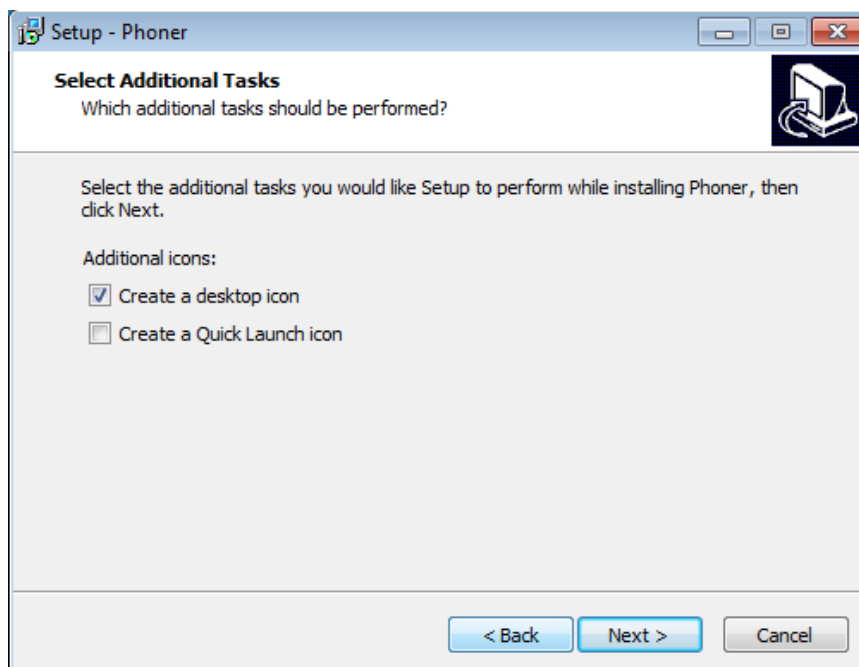 Setup - Phoner
Select Additional Tasks
Which additional tasks should be performed?
Select the additional tasks you would like Setup to perform while installing Phoner, then
click Next.
Additional icons:
Create a desktop icon
Create a Quick Launch icon
< Back
Next >
Cancel